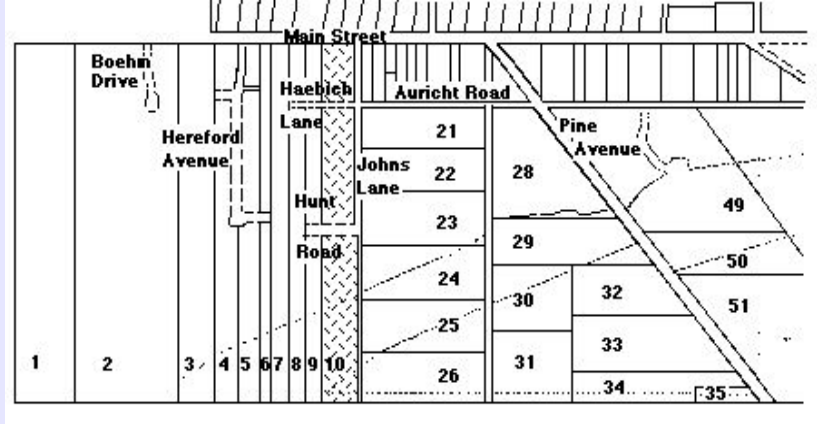 Main Street
Boehm
Drive
Haebich
Lane
Auricht Road
Hereford
Avenue
Pine
Avenue
Johns
Lane
Hunt
Road
21
22
23
24
25
26
28
29
30
31
32
33
34
35
49
50
51
1
2
3
4
5
6
7
8
9
10